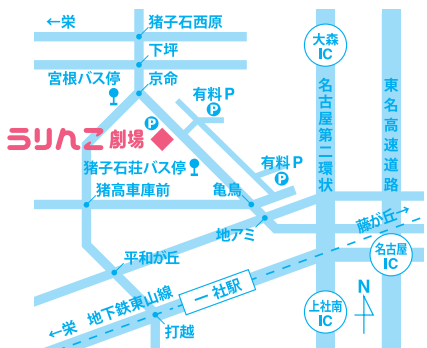 ←栄
猪子石西原
下坪
宮根バス停
京命
有料P
P
うりんこ劇場
猪子石荘バス停
有料P
P
P
猪高車庫前
亀鳥
地アミ
平和が丘
大森
IC
名古屋第二環状
東名高速道路
藤が丘→
名古屋
IC
一社駅
地下鉄東山線
←栄
打越
上社南
IC
N